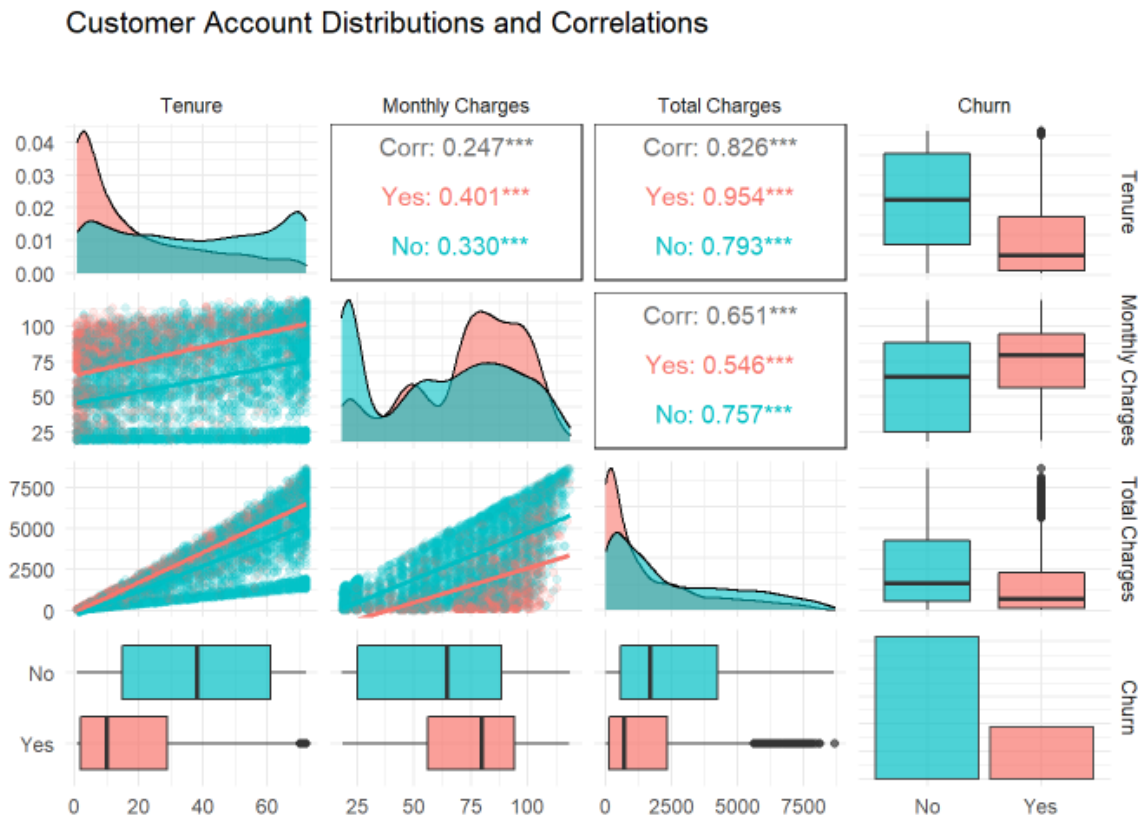 Customer Account Distributions and Correlations
Tenure
Monthly Charges
Total Charges
Churn
0.04
0.03
0.02
0.01
0.00
Corr: 0.247***
Yes: 0.401***
No: 0.330***
Corr: 0.826***
Yes: 0.954***
No: 0.793***
Tenure
100
75
50
25
Corr: 0.651***
Yes: 0.546***
No: 0.757***
Monthly Charges
7500
5000
2500
0
Total Charges
No
Yes
Churn
0
20
40
60
25
50
75
100
0
2500
5000
7500
No
Yes